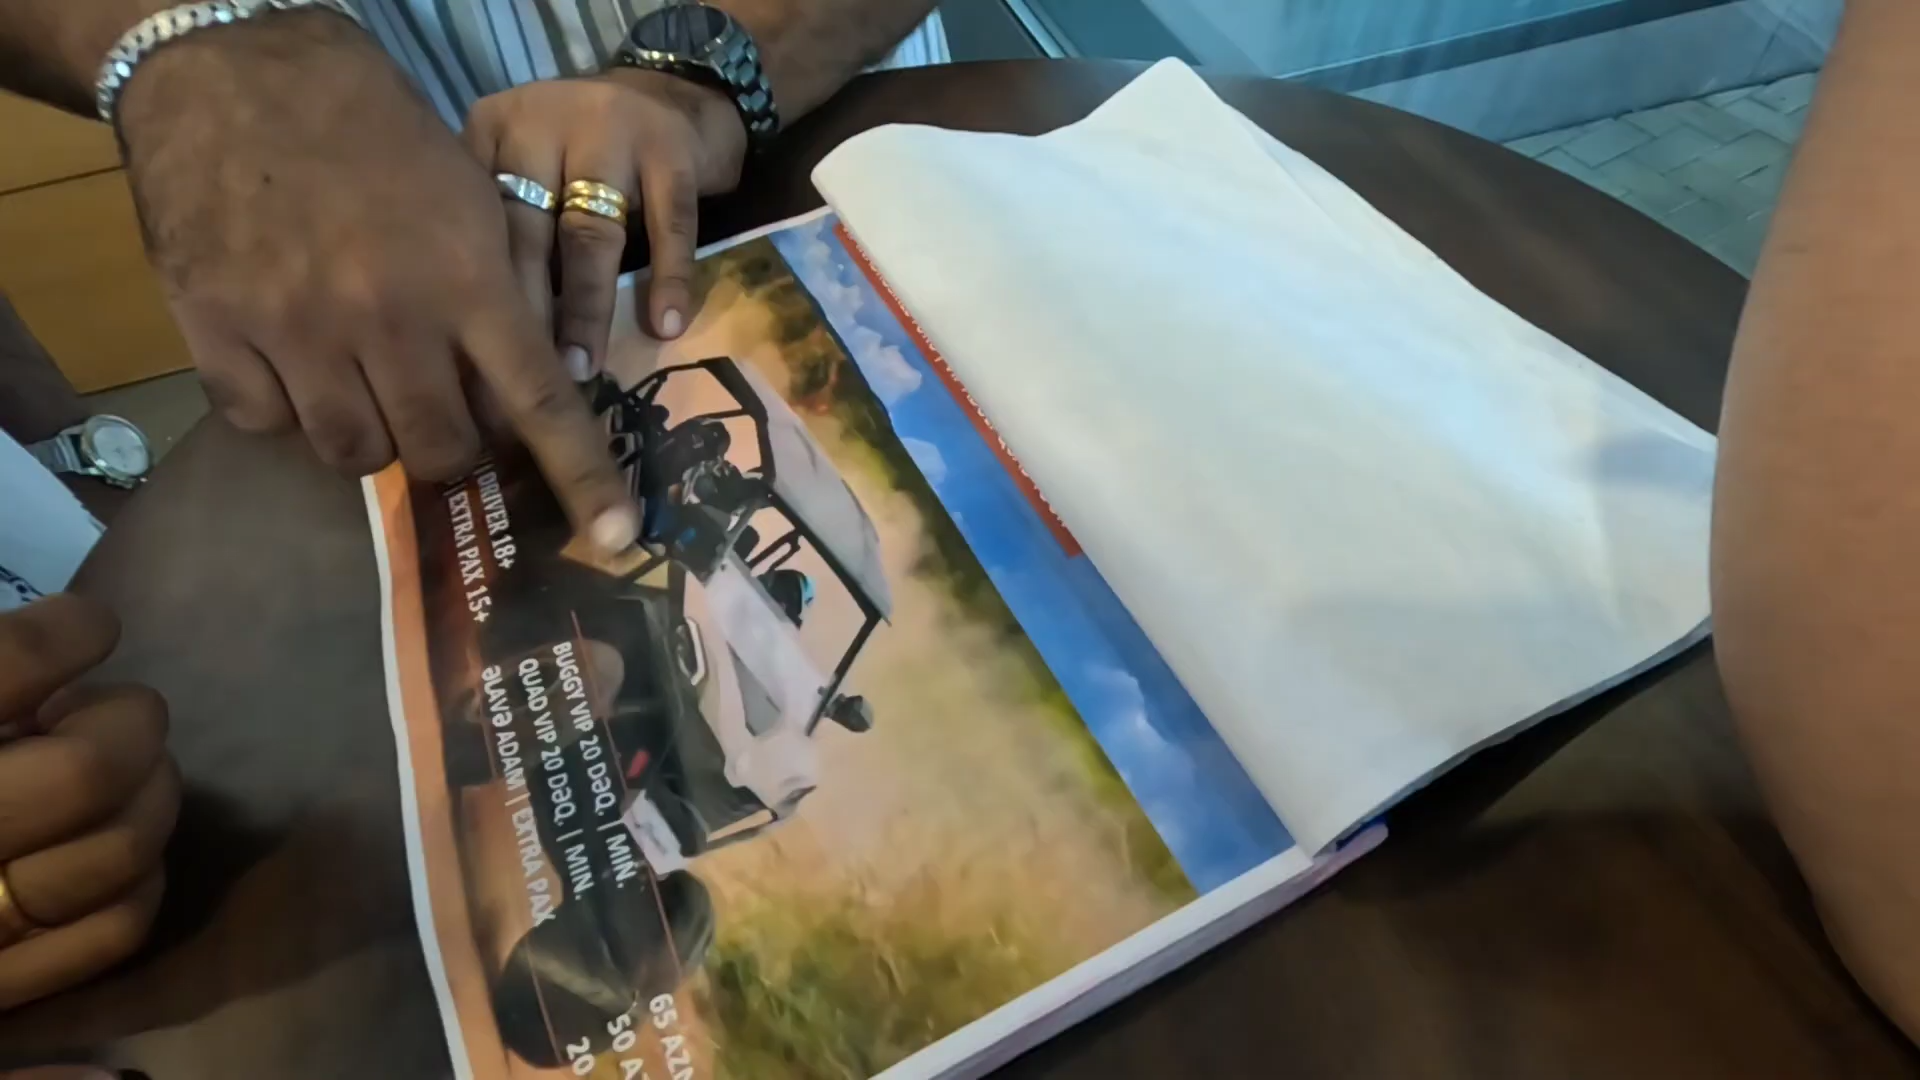 | DRIVER 18+
| EXTRA PAX 15+
BUGGY VIP 20 DƏQ. | MIN.
QUAD VIP 20 DƏQ. | MIN.
ƏLAVƏ ADAM | EXTRA PAX
65 AZN
50 AZ
20